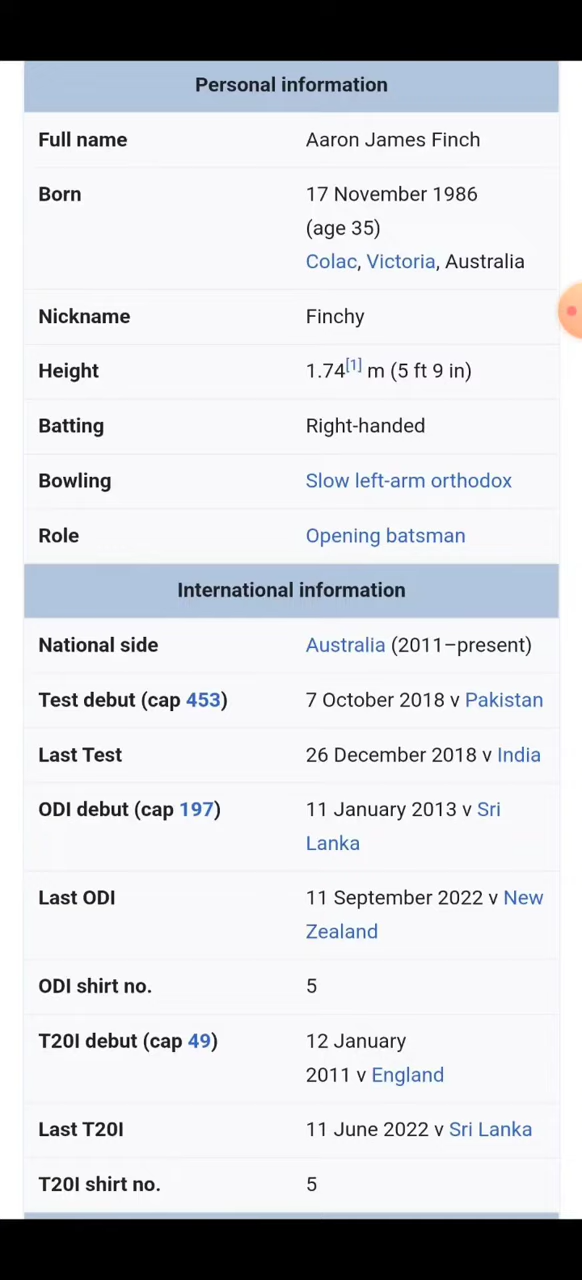 Personal information
Full name Aaron James Finch
Born 17 November 1986
(age 35)
Colac, Victoria, Australia
Nickname Finchy
Height 1.74[1] m (5 ft 9 in)
Batting Right-handed
Bowling Slow left-arm orthodox
Role Opening batsman
International information
National side Australia (2011–present)
Test debut (cap 453) 7 October 2018 v Pakistan
Last Test 26 December 2018 v India
ODI debut (cap 197) 11 January 2013 v Sri
Lanka
Last ODI 11 September 2022 v New
Zealand
ODI shirt no. 5
T20I debut (cap 49) 12 January
2011 v England
Last T20I 11 June 2022 v Sri Lanka
T20I shirt no. 5